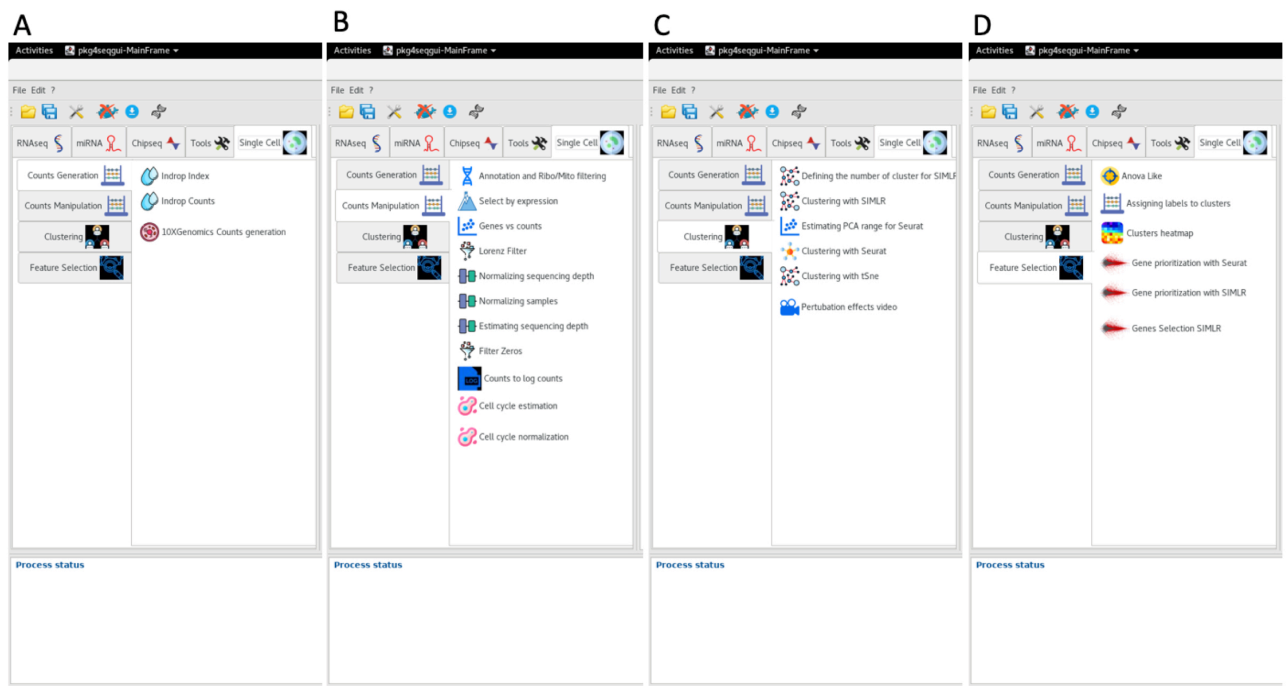 A
Activities pkg4seqgui-MainFrame
File Edit ?
RNAseq miRNA Chipseq Tools Single Cell
Counts Generation
Counts Manipulation
Clustering
Feature Selection
Indrop Index
Indrop Counts
10XGenomics Counts generation
Process status
B
Activities pkg4seqgui-MainFrame
File Edit ?
RNAseq miRNA Chipseq Tools Single Cell
Counts Generation
Counts Manipulation
Clustering
Feature Selection
Annotation and Ribo/Mito filtering
Select by expression
Genes vs counts
Lorenz Filter
Normalizing sequencing depth
Normalizing samples
Estimating sequencing depth
Filter Zeros
Counts to log counts
Cell cycle estimation
Cell cycle normalization
Process status
C
Activities pkg4seqgui-MainFrame
File Edit ?
RNAseq miRNA Chipseq Tools Single Cell
Counts Generation
Counts Manipulation
Clustering
Feature Selection
Defining the number of cluster for SIMLR
Clustering with SIMLR
Estimating PCA range for Seurat
Clustering with Seurat
Clustering with tSne
Pertubation effects video
Process status
D
Activities pkg4seqgui-MainFrame
File Edit ?
RNAseq miRNA Chipseq Tools Single Cell
Counts Generation
Counts Manipulation
Clustering
Feature Selection
Anova Like
Assigning labels to clusters
Clusters heatmap
Gene prioritization with Seurat
Gene prioritization with SIMLR
Genes Selection SIMLR
Process status